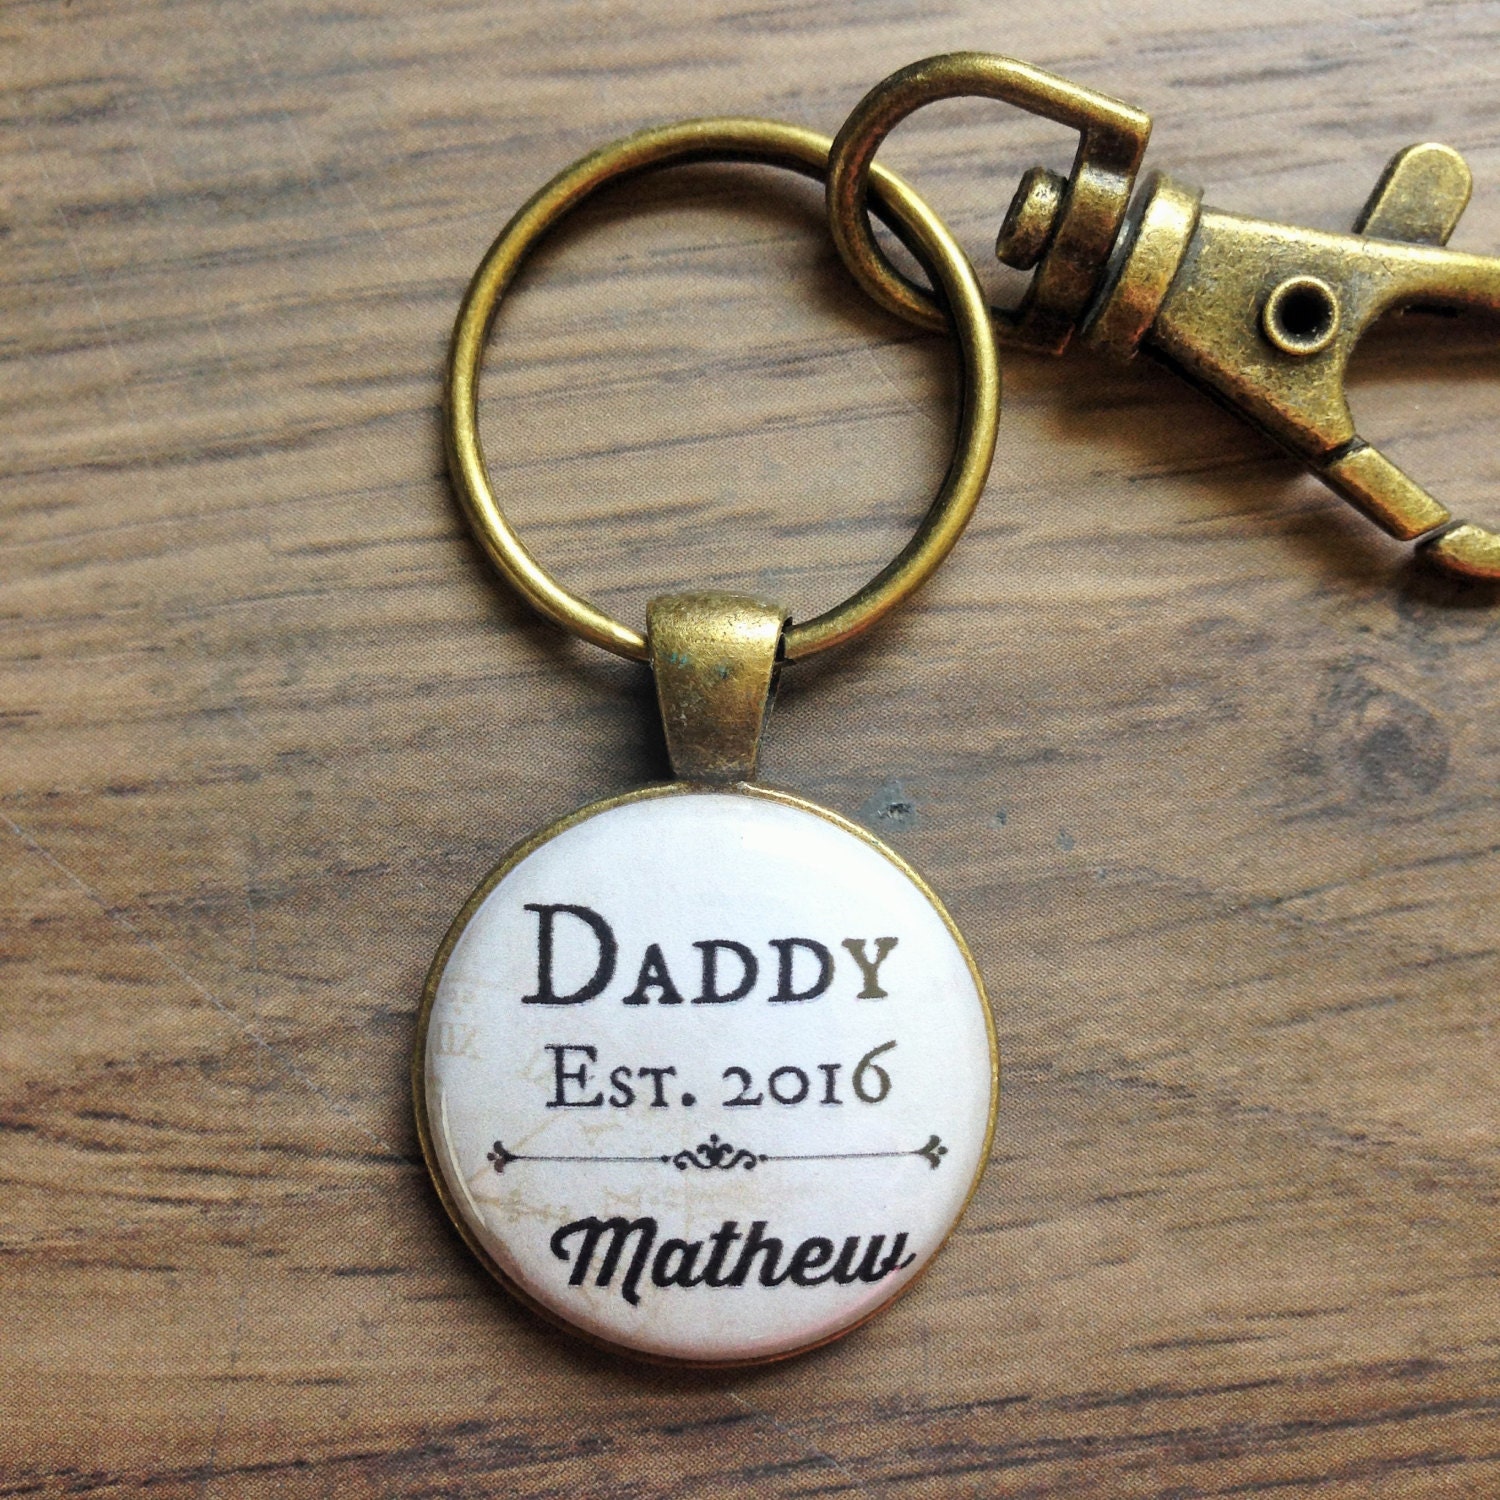 Daddy
Est. 2016
Mathew